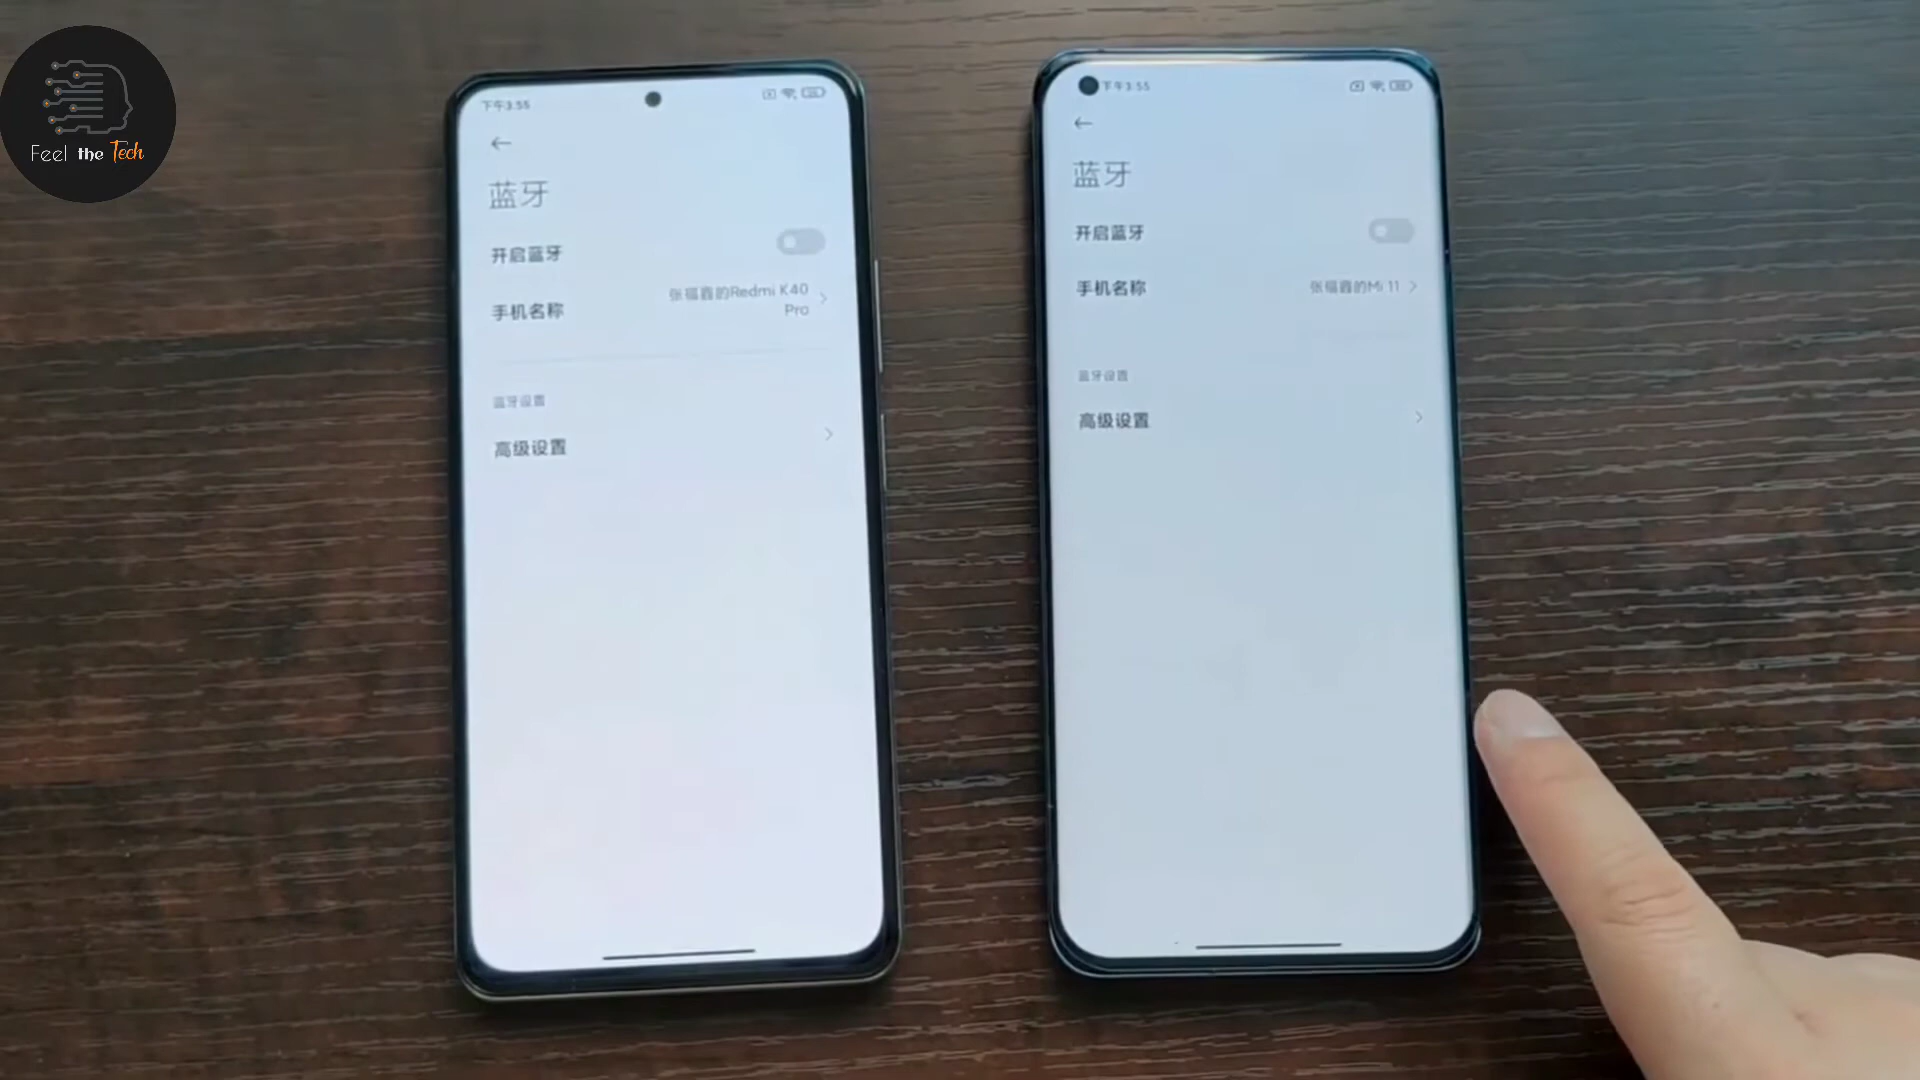 Feel the Tech
下午3:55
蓝牙
开启蓝牙
手机名称
张福鑫的Redmi K40
Pro
蓝牙设置
高级设置
下午3:55
蓝牙
开启蓝牙
手机名称
张福鑫的Mi 11
蓝牙设置
高级设置